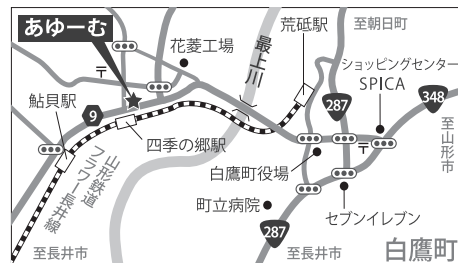 あゆーむ
花菱工場
最上川
荒砥駅
至朝日町
ショッピングセンター
SPICA
〒
鮎貝駅
9
四季の郷駅
287
348
至山形市
山形鉄道
フラワー長井線
白鷹町役場
〒
町立病院
セブンイレブン
287
至長井市
至長井市
白鷹町